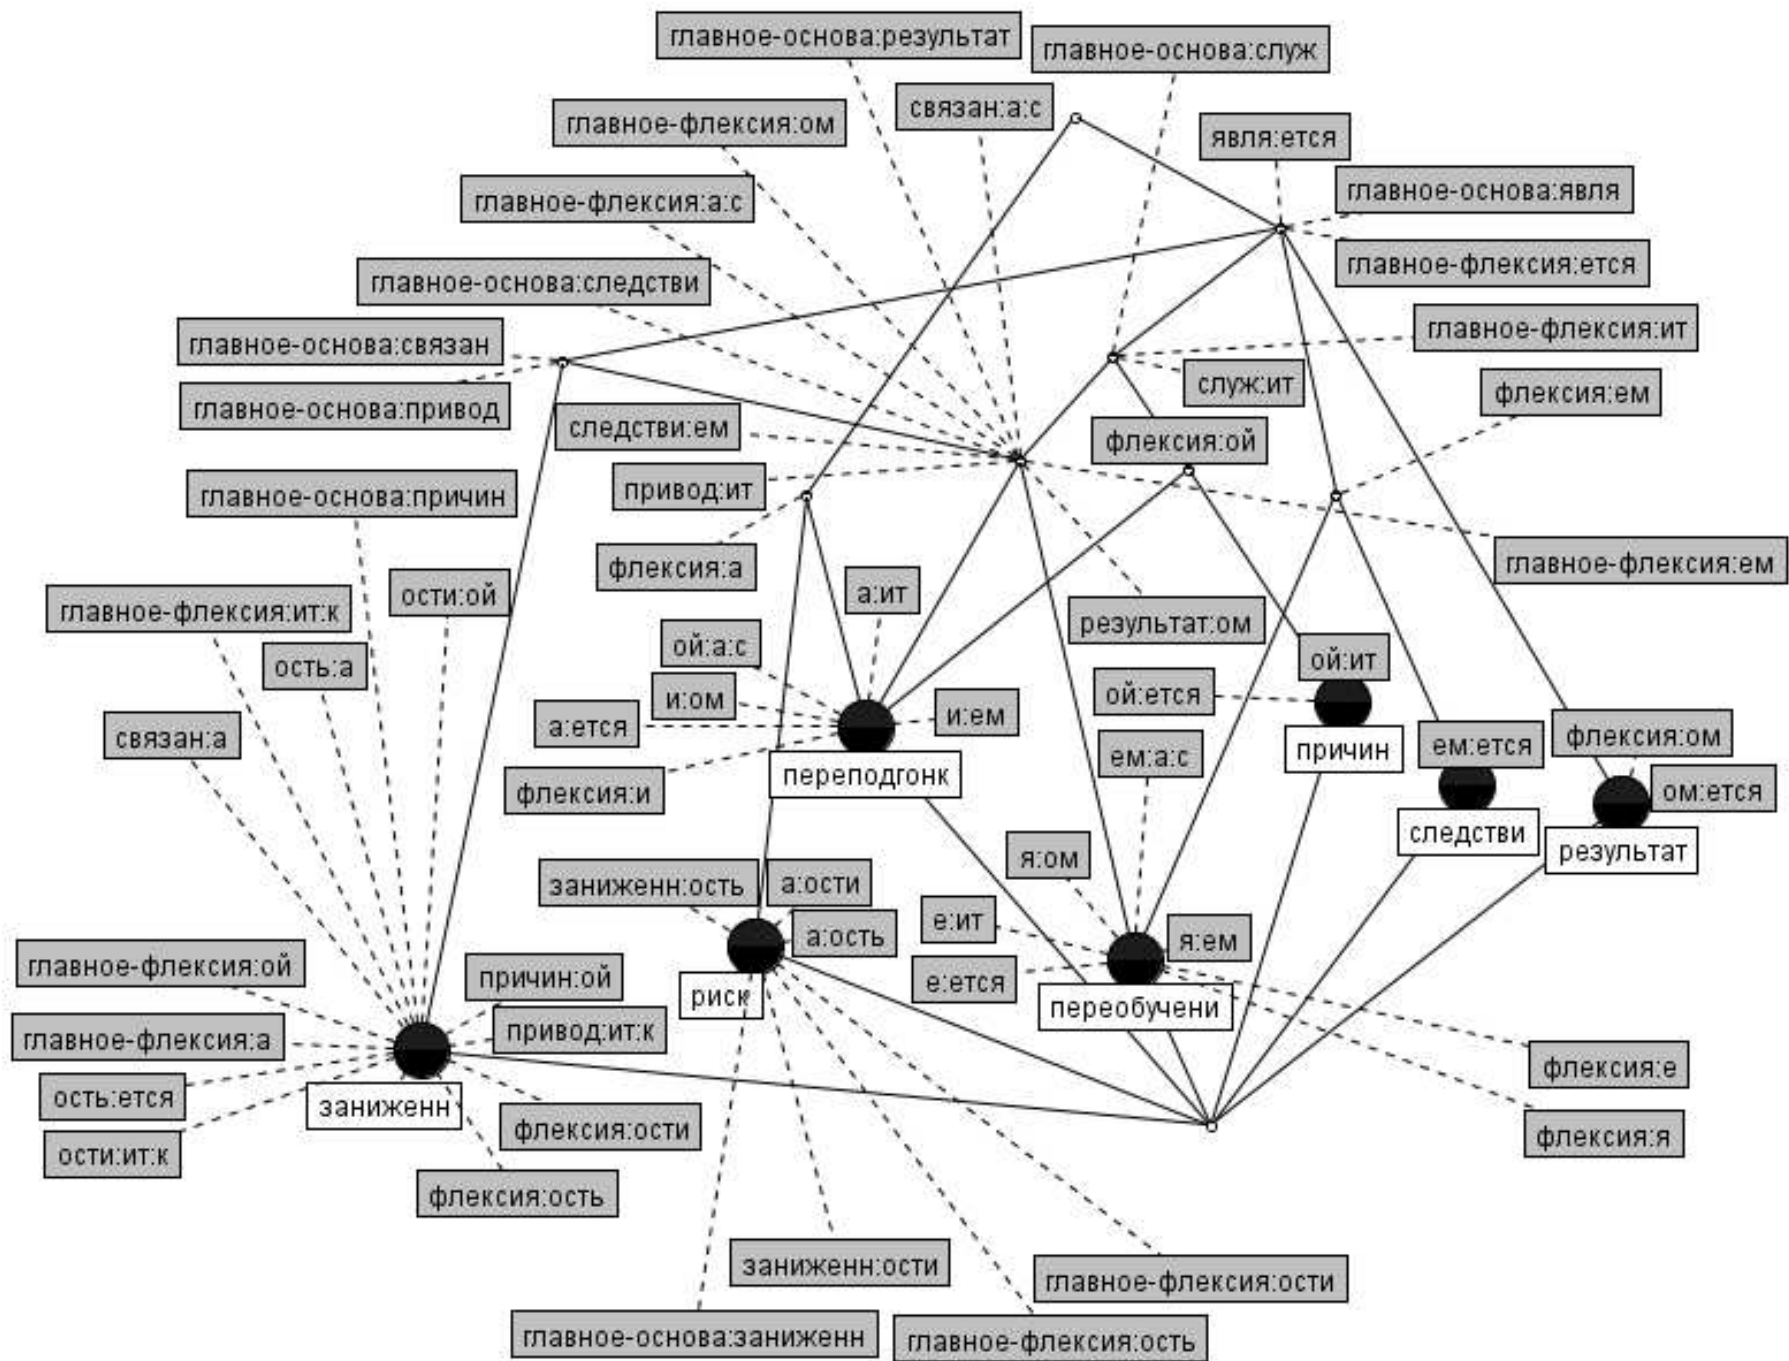 главное-основа:результат
главное-основа:служ
связан:а:с
главное-флексия:ом
явля:ется
главное-основа:явля
главное-флексия:а:с
главное-флексия:ется
главное-основа:следстви
главное-флексия:ит
главное-основа:связан
служ:ит
флексия:ем
главное-основа:привод
следстви:ем
флексия:ой
привод:ит
главное-основа:причин
главное-флексия:ем
флексия:а
ости:ой
а:ит
главное-флексия:ит:к
результат:ом
ой:а:с
ость:а
ой:ит
и:ом
ой:ется
и:ем
а:ется
связан:а
флексия:ом
ем:ется
причин
ем:а:с
переподгонк
флексия:и
ом:ется
следстви
результат
я:ом
заниженн:ость
а:ости
е:ит
а:ость
я:ем
главное-флексия:ой
причин:ой
е:ется
риск
переобучени
привод:ит:к
главное-флексия:а
флексия:е
ость:ется
заниженн
флексия:ости
флексия:я
ости:ит:к
флексия:ость
заниженн:ости
главное-флексия:ости
главное-основа:заниженн
главное-флексия:ость